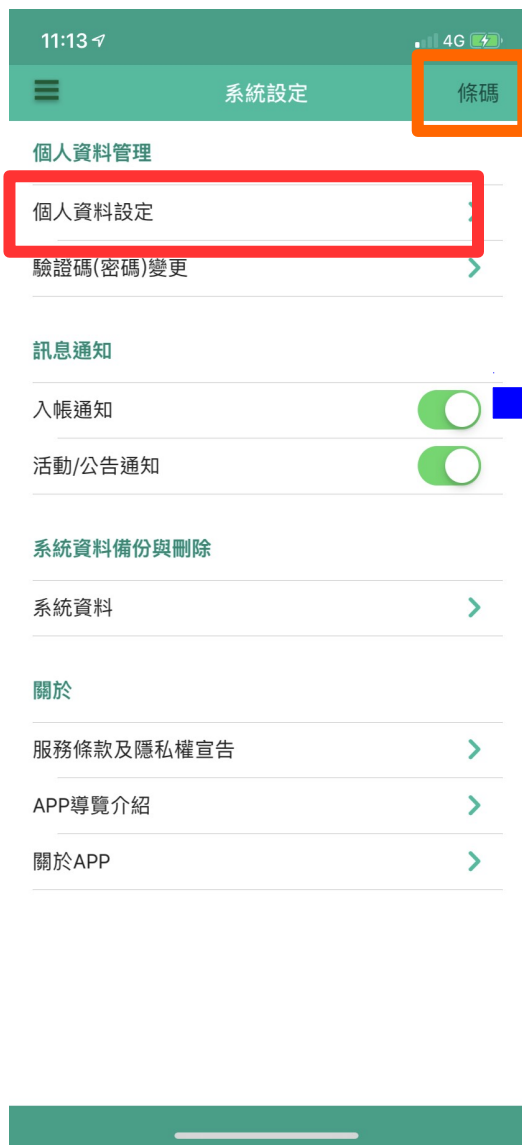 11:13
4G
系統設定
條碼
個人資料管理
個人資料設定
驗證碼(密碼)變更
訊息通知
入帳通知
活動/公告通知
系統資料備份與刪除
系統資料
關於
服務條款及隱私權宣告
APP導覽介紹
關於APP